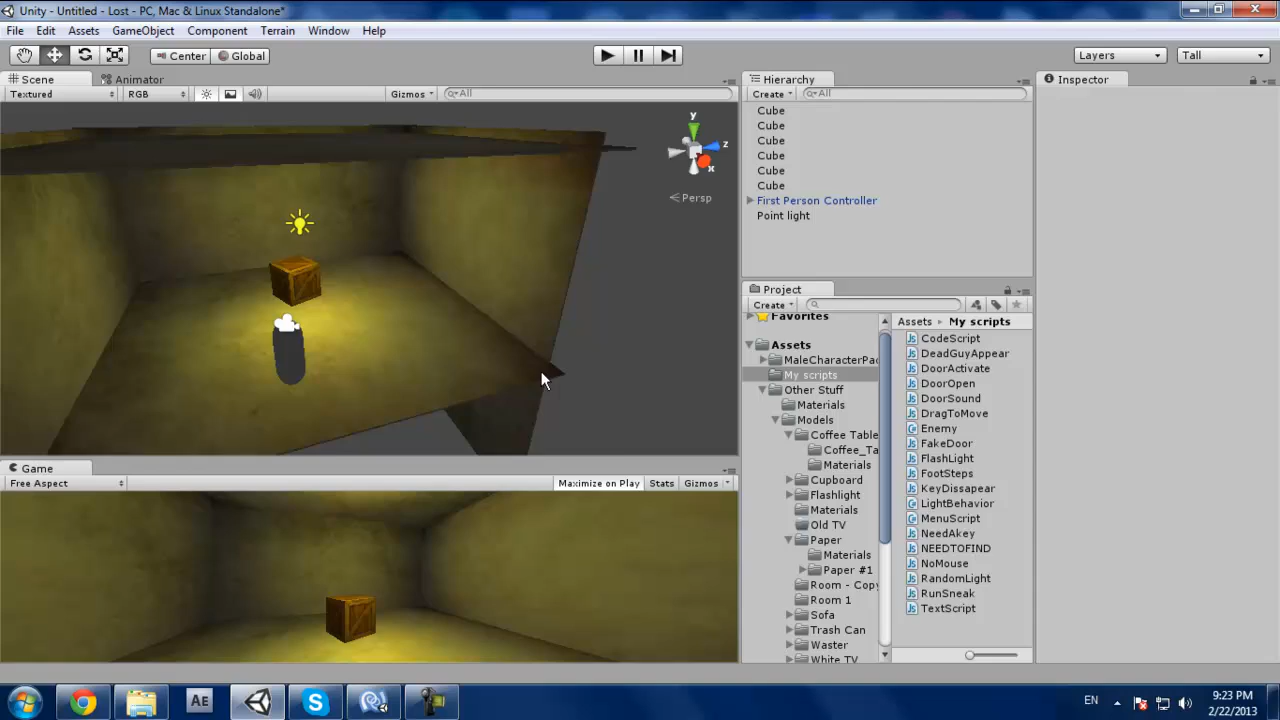 Unity - Untitled - Lost - PC, Mac & Linux Standalone*
File Edit Assets GameObject Component Terrain Window Help
Center Global Layers Tall
Scene Animator
Textured RGB Gizmos All
y
z
x
Persp
Game
Free Aspect Maximize on Play Stats Gizmos
Hierarchy
Create All
Cube
Cube
Cube
Cube
Cube
Cube
First Person Controller
Point light
Project
Create
Favorites
Assets
MaleCharacterPac
My scripts
Other Stuff
Materials
Models
Coffee Table
Coffee_Ta
Materials
Cupboard
Flashlight
Materials
Old TV
Paper
Materials
Paper #1
Room - Copy
Room 1
Sofa
Trash Can
Waster
White TV
Assets My scripts
CodeScript
DeadGuyAppear
DoorActivate
DoorOpen
DoorSound
DragToMove
Enemy
FakeDoor
FlashLight
FootSteps
KeyDissapear
LightBehavior
MenuScript
NeedAkey
NEEDTOFIND
NoMouse
RandomLight
RunSneak
TextScript
Inspector
Ae
EN
9:23 PM
2/22/2013